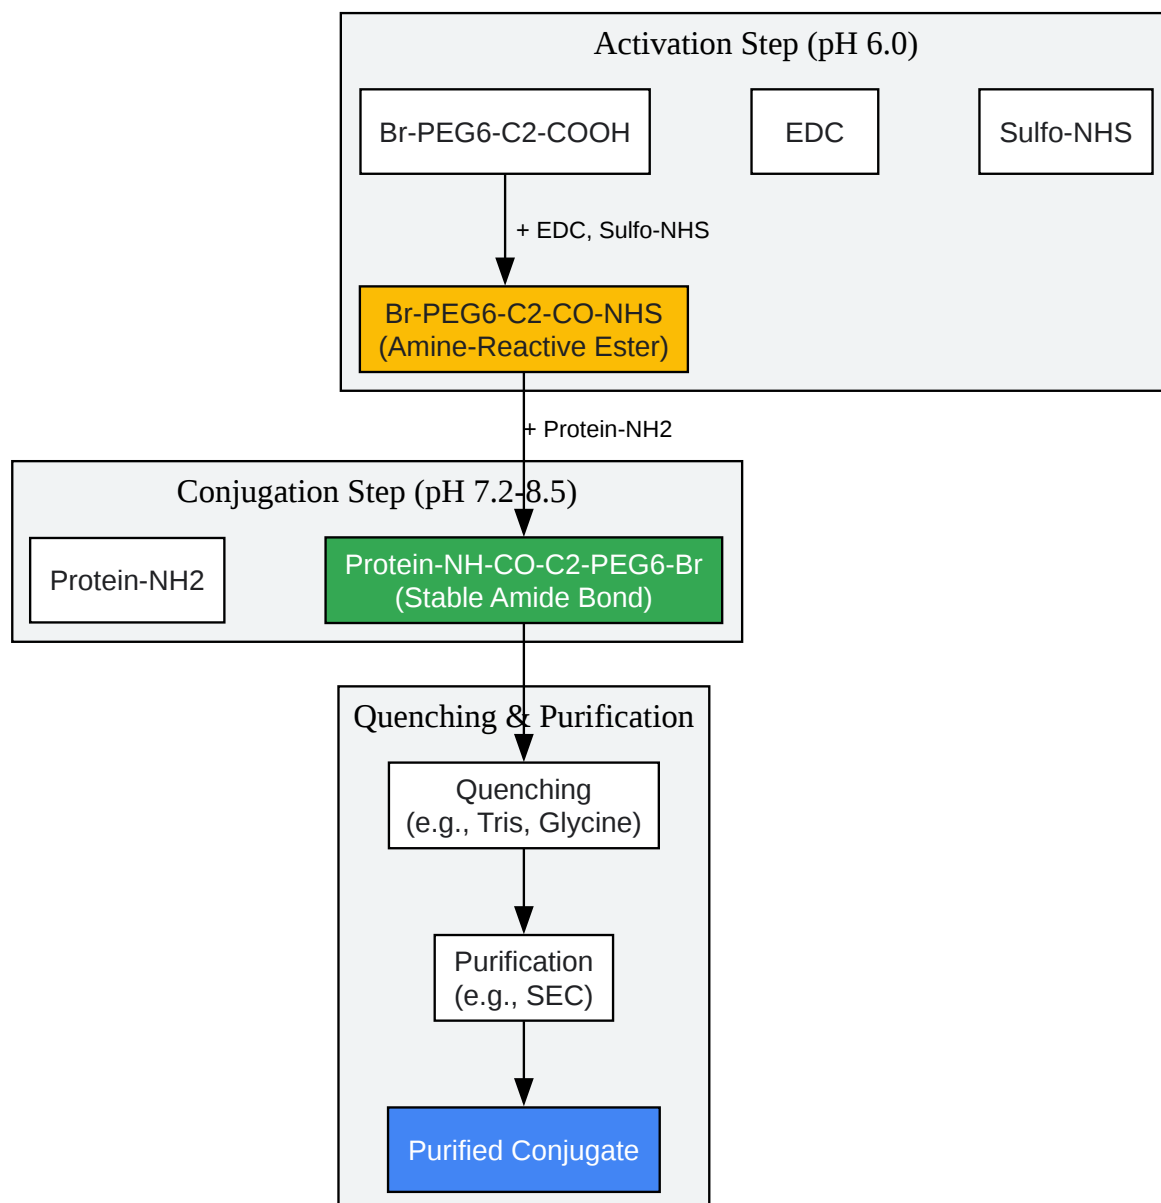 Activation Step (pH 6.0)
Br-PEG6-C2-COOH
EDC
Sulfo-NHS
+ EDC, Sulfo-NHS
Br-PEG6-C2-CO-NHS
(Amine-Reactive Ester)
+ Protein-NH2
Conjugation Step (pH 7.2-8.5)
Protein-NH2
Protein-NH-CO-C2-PEG6-Br
(Stable Amide Bond)
Quenching & Purification
Quenching
(e.g., Tris, Glycine)
Purification
(e.g., SEC)
Purified Conjugate